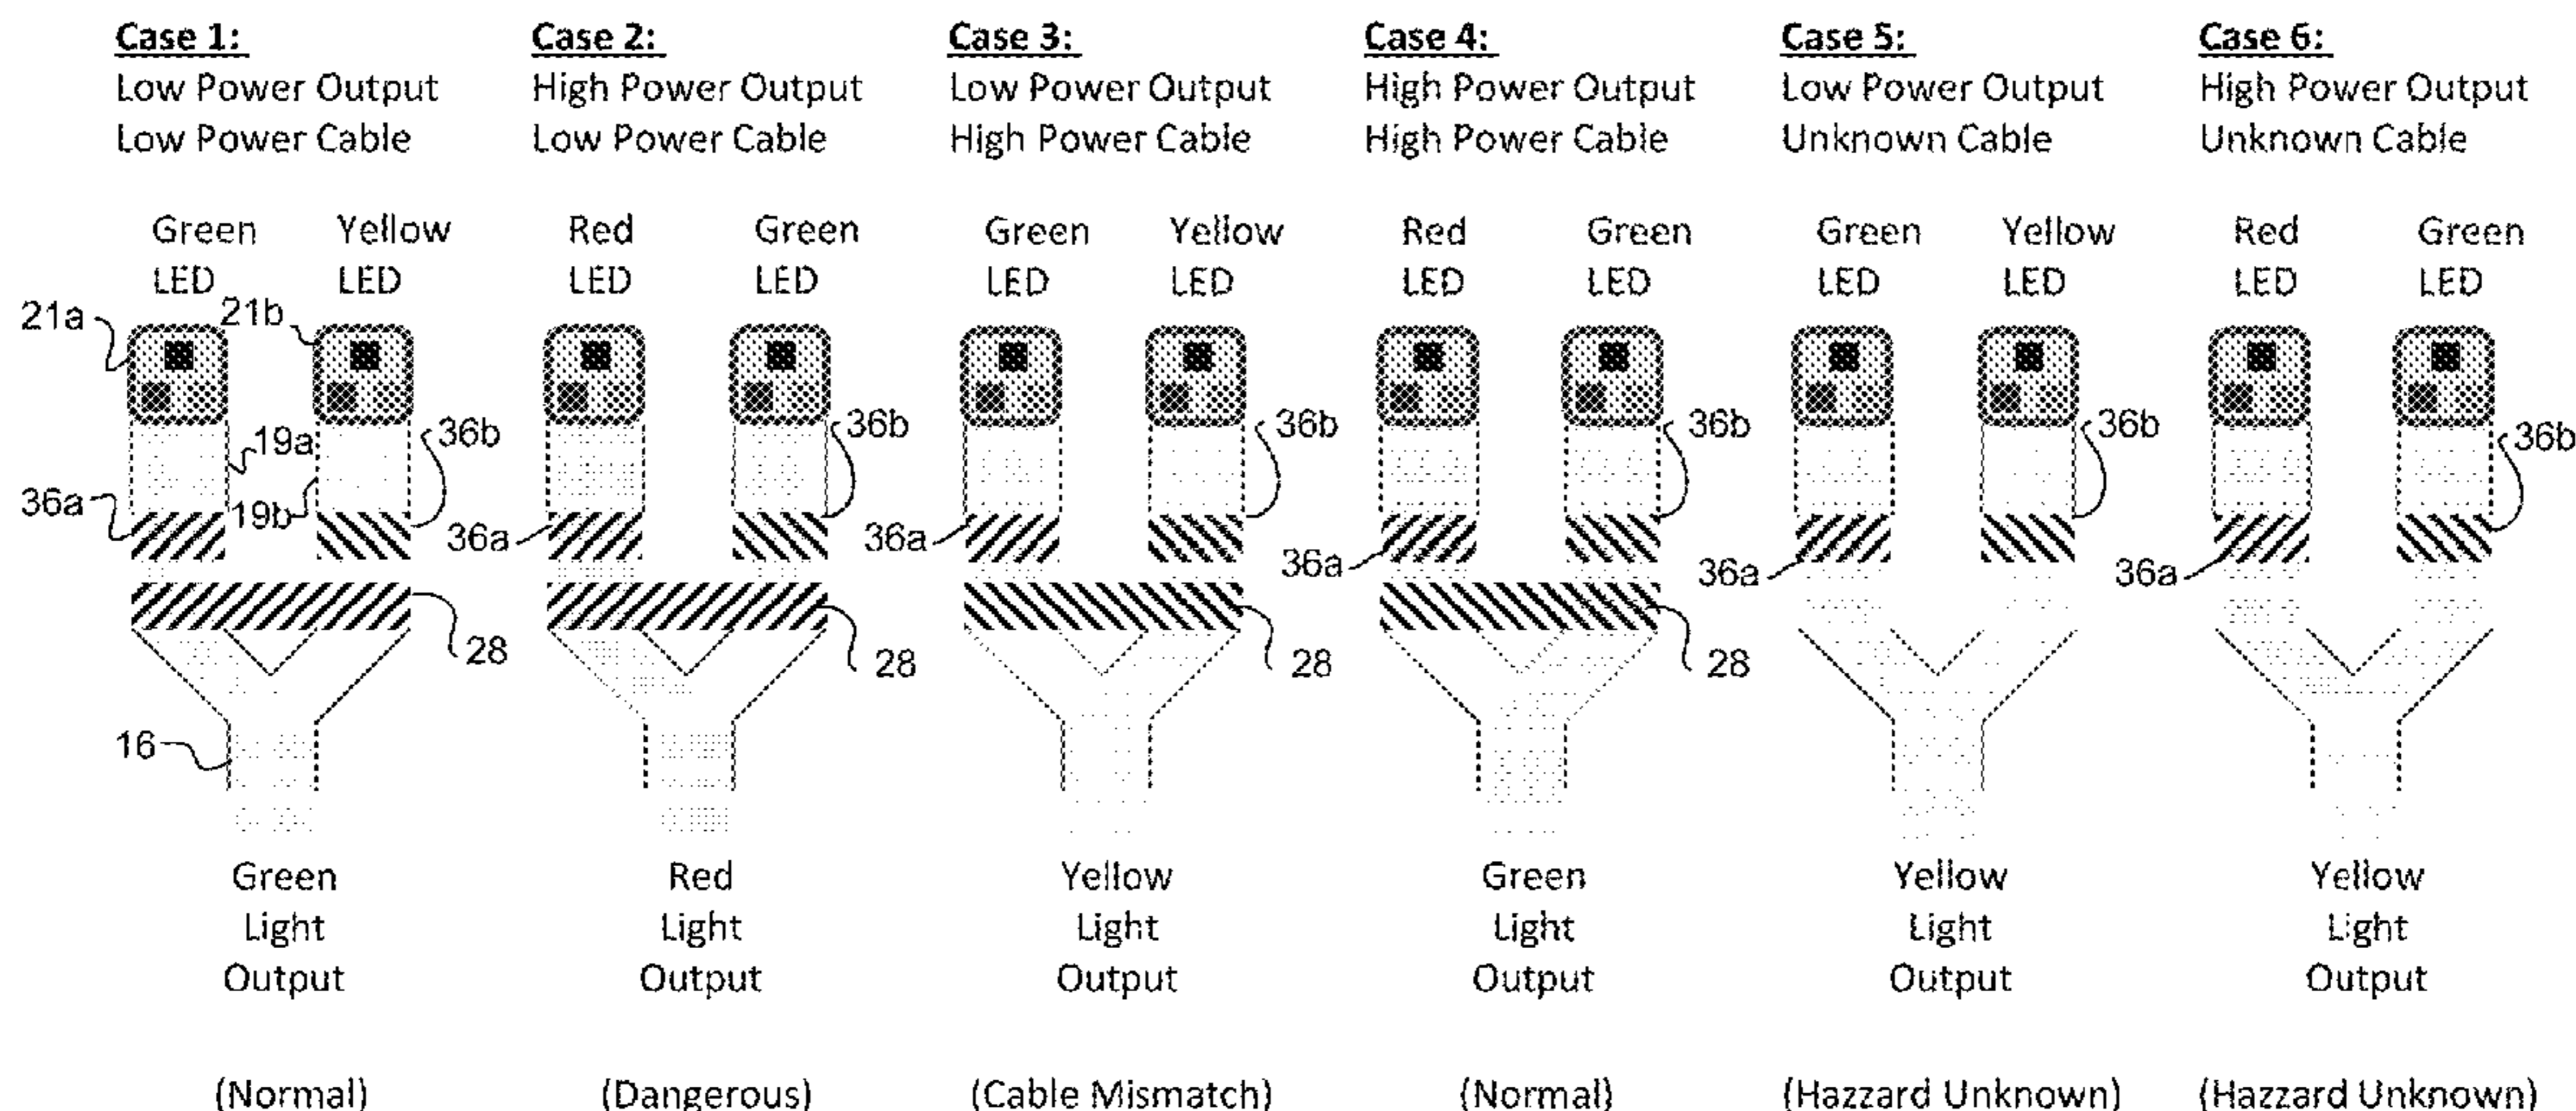 Case 1: Case 2: Case 3: Case 4: Case 5: Case 6:
Low Power Output High Power Output Low Power Output High Power Output Low Power Output High Power Output
Low Power Cable Low Power Cable High Power Cable High Power Cable Unknown Cable Unknown Cable
Green Yellow Red Green Green Yellow Red Green Green Yellow Red Green
LED LED LED LED LED LED LED LED LED LED LED LED
21a 21b
19a 36b 36b 36b 36b 36b 36b
36a 19b 36a 36a 36a 36a 36a
28 28 28 28
16
Green Red Yellow Green Yellow Yellow
Light Light Light Light Light Light
Output Output Output Output Output Output
(Normal) (Dangerous) (Cable Mismatch) (Normal) (Hazzard Unknown) (Hazzard Unknown)